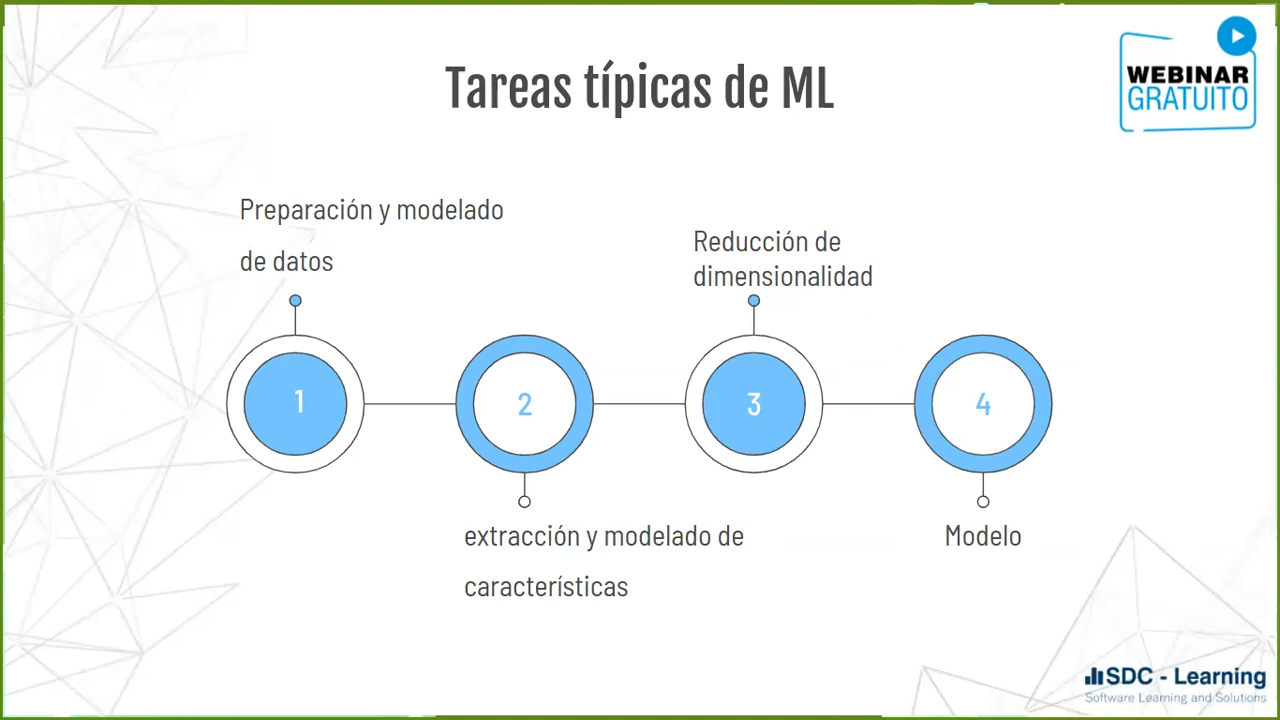 Tareas típicas de ML
WEBINAR
GRATUITO
Preparación y modelado
de datos
Reducción de
dimensionalidad
1
2
3
4
extracción y modelado de
características
Modelo
SDC - Learning
Software Learning and Solutions